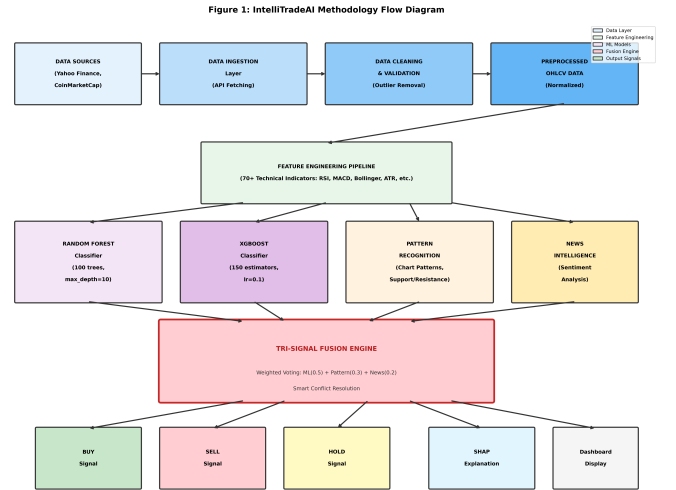 Figure 1: IntelliTradeAI Methodology Flow Diagram
Data Layer
Feature Engineering
ML Models
Fusion Engine
Output Signals
DATA SOURCES
(Yahoo Finance,
CoinMarketCap)
DATA INGESTION
Layer
(API Fetching)
DATA CLEANING
& VALIDATION
(Outlier Removal)
PREPROCESSED
OHLCV DATA
(Normalized)
FEATURE ENGINEERING PIPELINE
(70+ Technical Indicators: RSI, MACD, Bollinger, ATR, etc.)
RANDOM FOREST
Classifier
(100 trees,
max_depth=10)
XGBOOST
Classifier
(150 estimators,
lr=0.1)
PATTERN
RECOGNITION
(Chart Patterns,
Support/Resistance)
NEWS
INTELLIGENCE
(Sentiment
Analysis)
TRI-SIGNAL FUSION ENGINE
Weighted Voting: ML(0.5) + Pattern(0.3) + News(0.2)
Smart Conflict Resolution
BUY
Signal
SELL
Signal
HOLD
Signal
SHAP
Explanation
Dashboard
Display